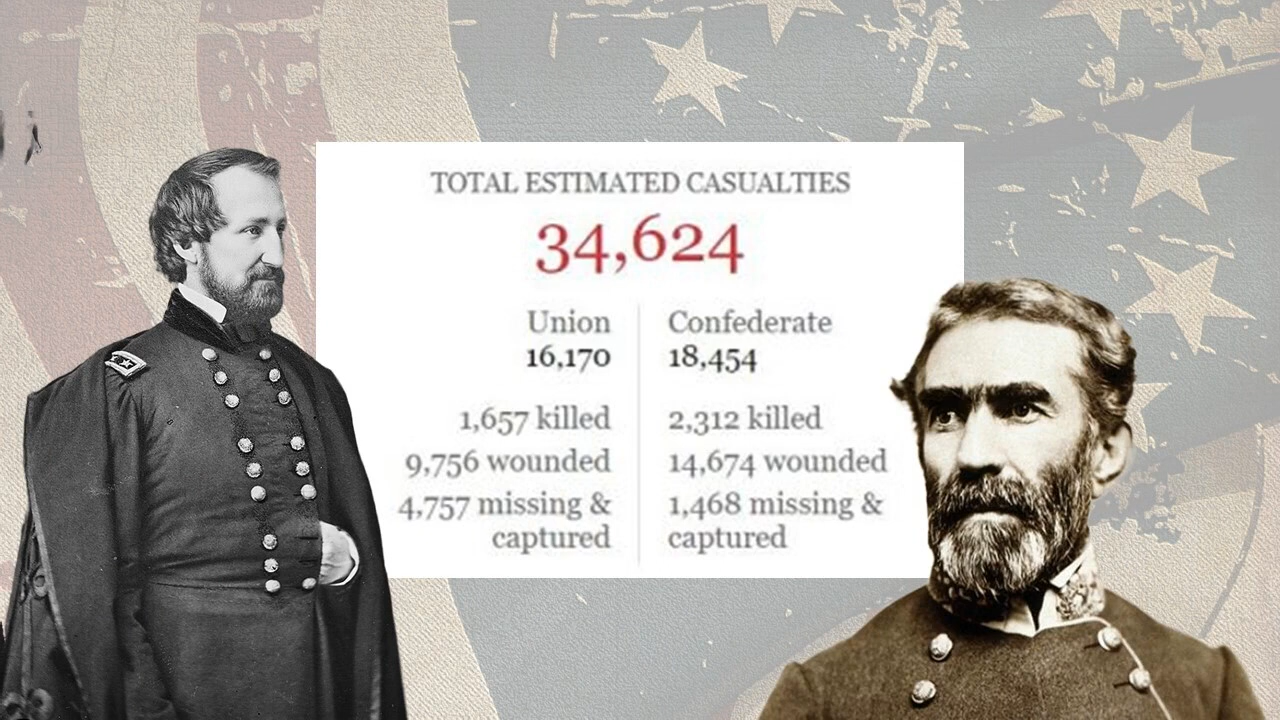 TOTAL ESTIMATED CASUALTIES
34,624
Union
16,170
1,657 killed
9,756 wounded
4,757 missing &
captured
Confederate
18,454
2,312 killed
14,674 wounded
1,468 missing &
captured